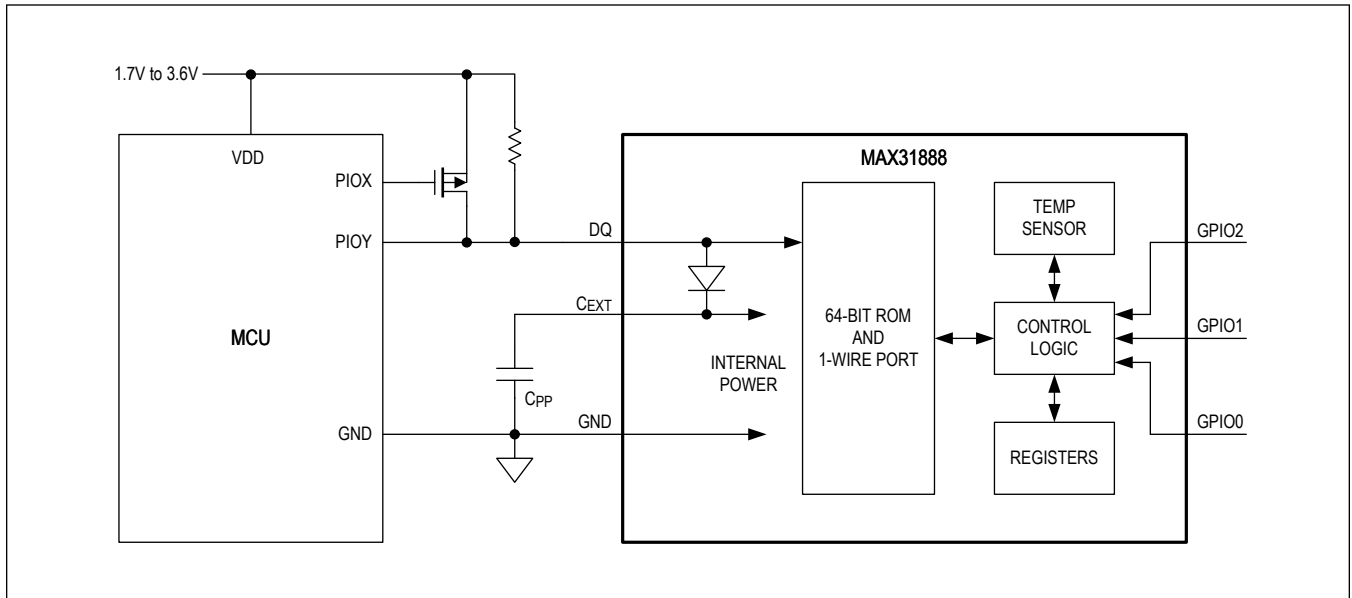 1.7V to 3.6V
VDD
PIOX
PIOY
MCU
GND
DQ
CEXT
CPP
GND
MAX31888
INTERNAL
POWER
64-BIT ROM
AND
1-WIRE PORT
TEMP
SENSOR
CONTROL
LOGIC
REGISTERS
GPIO2
GPIO1
GPIO0